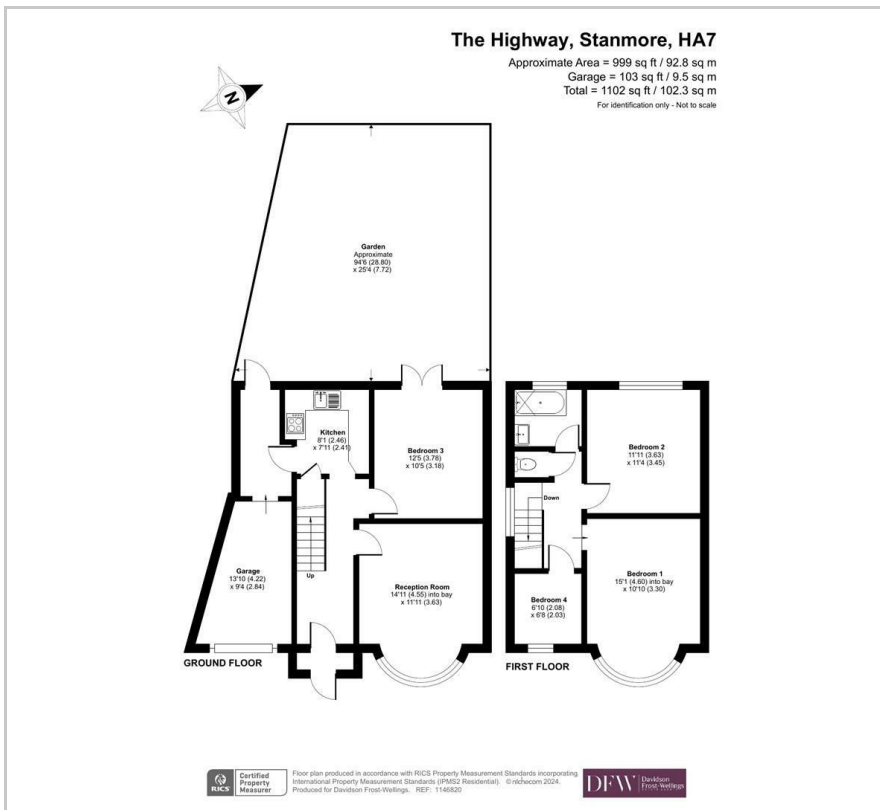 The Highway, Stanmore, HA7
Approximate Area = 999 sq ft / 92.8 sq m
Garage = 103 sq ft / 9.5 sq m
Total = 1102 sq ft / 102.3 sq m
For identification only - Not to scale
N
Garden
Approximate
94'6 (28.80)
x 25'4 (7.72)
Kitchen
8'1 (2.46)
x 7'11 (2.41)
Bedroom 3
12'5 (3.78)
x 10'5 (3.18)
Bedroom 2
11'11 (3.63)
x 11'4 (3.45)
Down
Up
Garage
13'10 (4.22)
x 9'4 (2.84)
Reception Room
14'11 (4.55) into bay
x 11'11 (3.63)
Bedroom 4
6'10 (2.08)
x 6'8 (2.03)
Bedroom 1
15'1 (4.60) into bay
x 10'10 (3.30)
GROUND FLOOR
FIRST FLOOR
RICS
Certified
Property
Measurer
Floor plan produced in accordance with RICS Property Measurement Standards incorporating
International Property Measurement Standards (IPMS2 Residential). © nichecom 2024.
Produced for Davidson Frost-Wellings. REF: 1146820
DFW
Davidson
Frost-Wellings